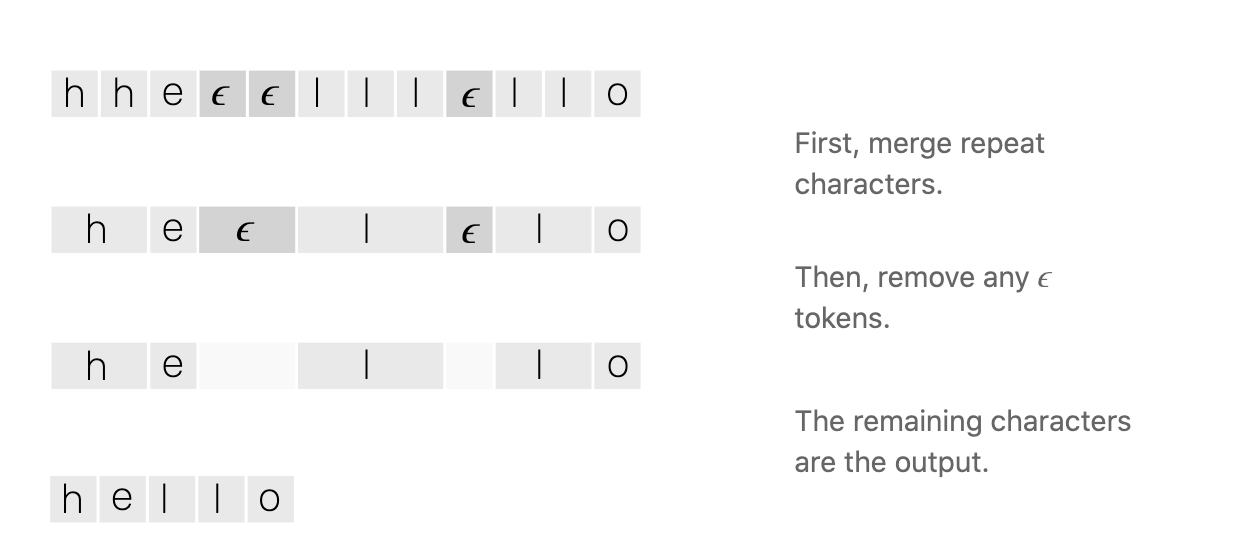 h h e ϵ ϵ l l l ϵ l l o
First, merge repeat
characters.
h e ϵ l ϵ l o
Then, remove any ϵ
tokens.
h e l l o
The remaining characters
are the output.
h e l l o